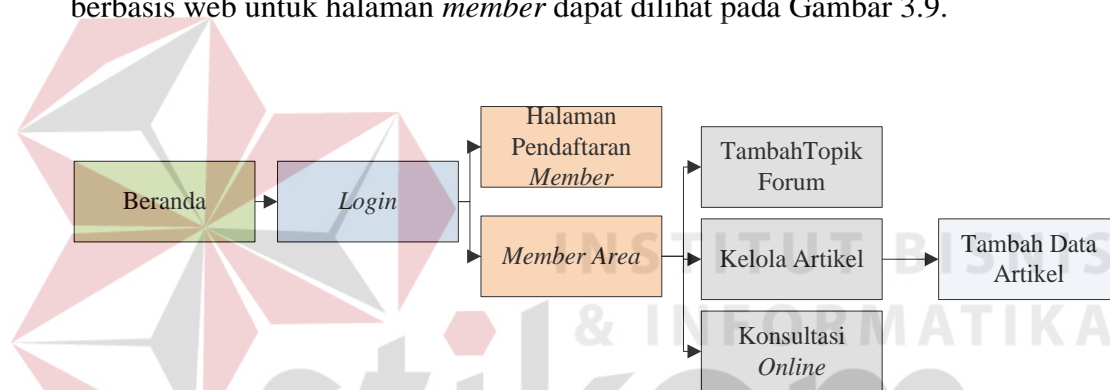 berbasis web untuk halaman member dapat dilihat pada Gambar 3.9.
Halaman
Pendaftaran
Member
Beranda
Login
Member Area
TambahTopik
Forum
Kelola Artikel
Tambah Data
Artikel
Konsultasi
Online
INSTITUT BISNIS
& INFORMATIKA
stikom